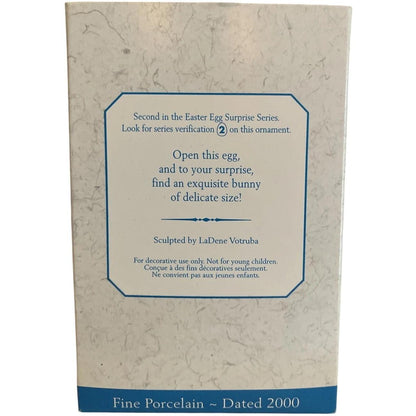 Second in the Easter Egg Surprise Series.
Look for series verification 2 on this ornament.
Open this egg,
and to your surprise,
find an exquisite bunny
of delicate size!
Sculpted by LaDene Votruba
For decorative use only. Not for young children.
Conçue à des fins décoratives seulement.
Ne convient pas aux jeunes enfants.
Fine Porcelain ~ Dated 2000